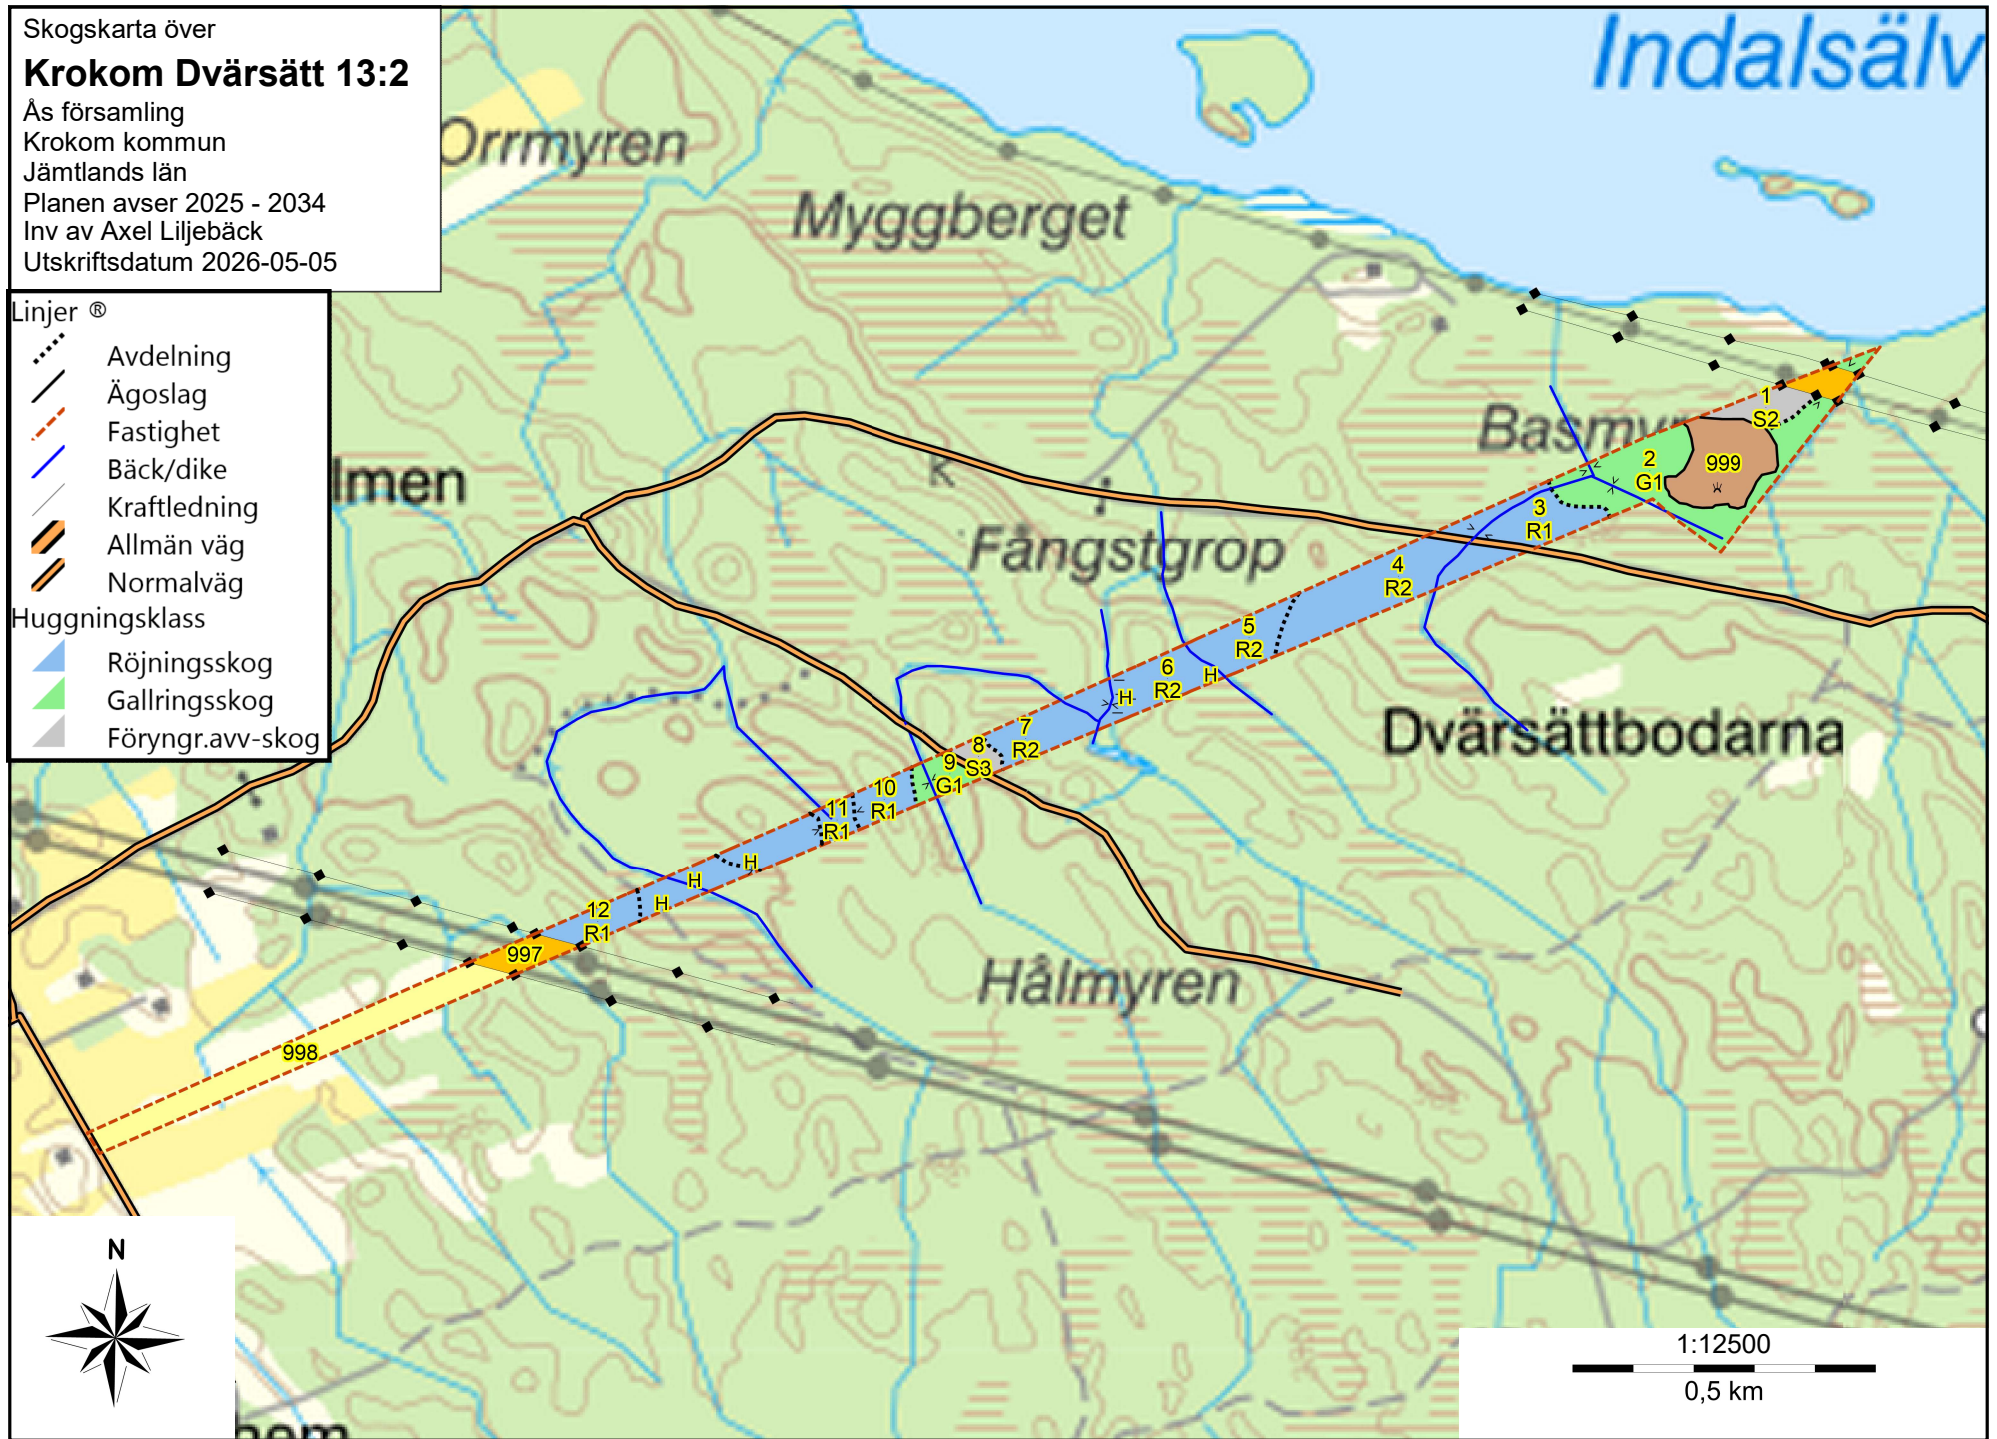 Skogskarta över
Krokom Dvärsätt 13:2
Ås församling
Krokom kommun
Jämtlands län
Planen avser 2025 - 2034
Inv av Axel Liljebäck
Utskriftsdatum 2026-05-05
Linjer ®
Avdelning
Ägoslag
Fastighet
Bäck/dike
Kraftledning
Allmän väg
Normalväg
Huggningsklass
Röjningsskog
Gallringsskog
Föryngr.avv-skog
Indalsälv
Orrmyren
Myggberget
Basmyr
lmen
K
Fångstgrop
Dvärsättbodarna
Hålmyren
hem
1
S2
2
G1
999
3
R1
4
R2
5
R2
6
R2
H
H
7
R2
8
S3
9
G1
10
R1
11
R1
H
H
H
12
R1
997
998
N
1:12500
0,5 km